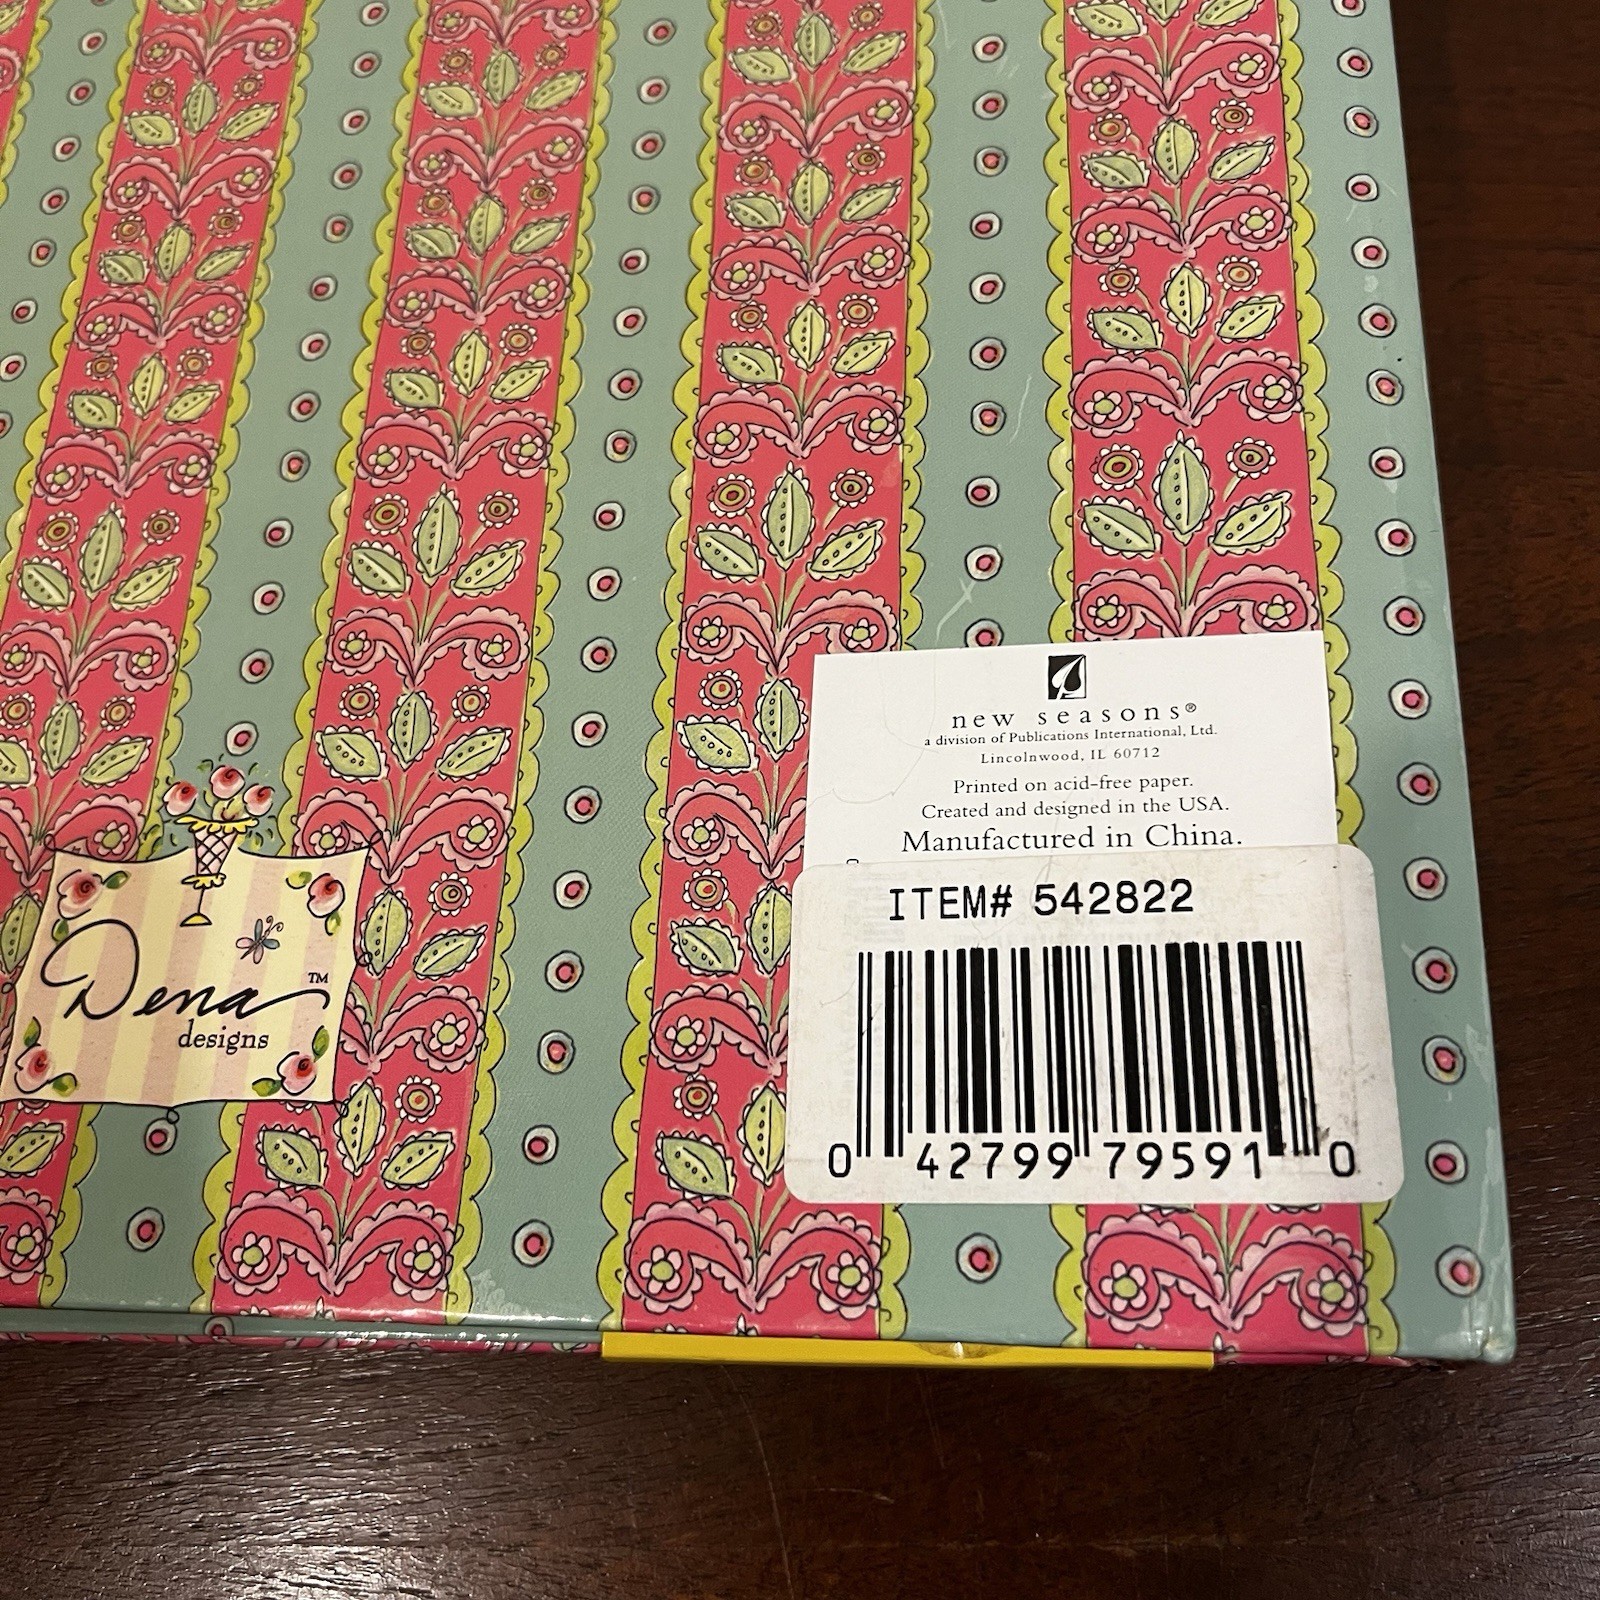 new seasons®
a division of Publications International, Ltd.
Lincolnwood, IL 60712
Printed on acid-free paper.
Created and designed in the USA.
Manufactured in China.
ITEM# 542822
0 42799 79591 0
Dena™
designs